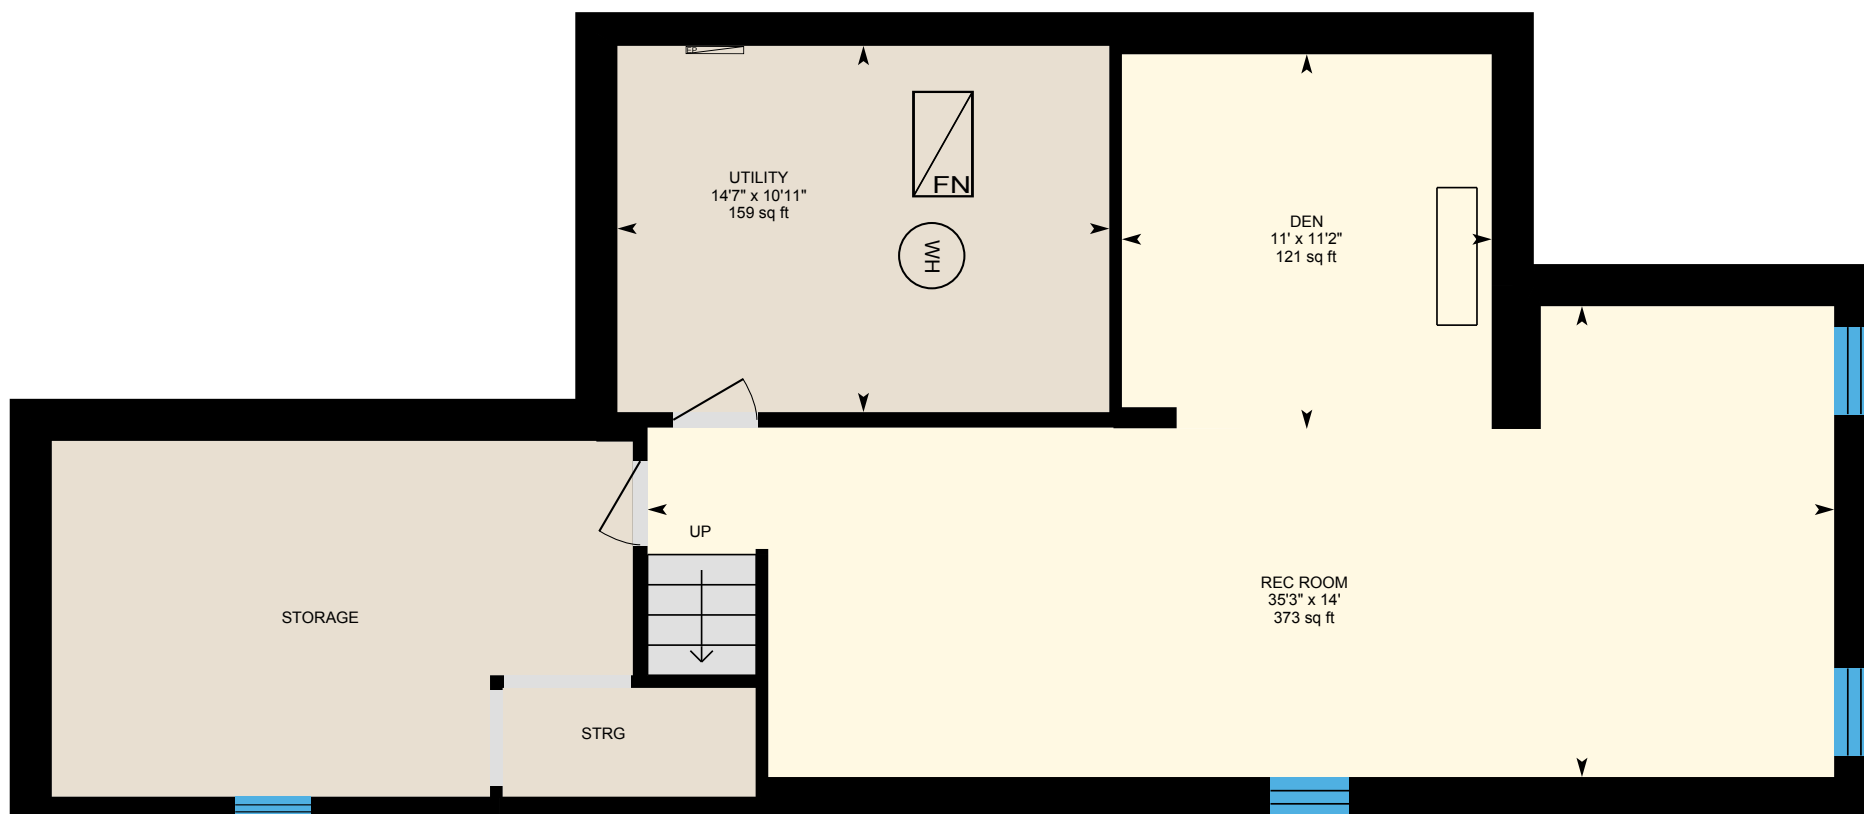 EP
FN
UTILITY
14'7" x 10'11"
159 sq ft
WH
DEN
11' x 11'2"
121 sq ft
UP
REC ROOM
35'3" x 14'
373 sq ft
STORAGE
STRG